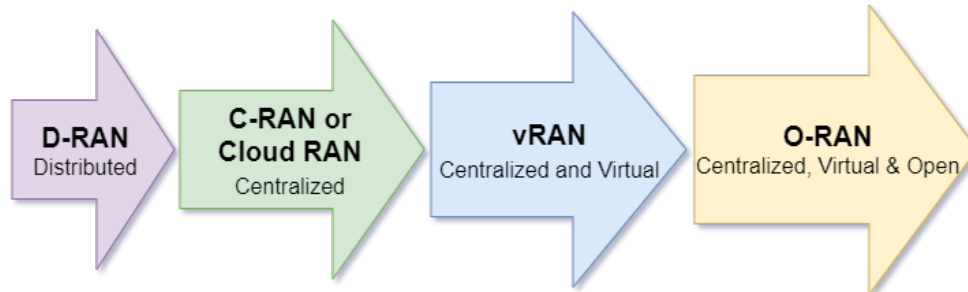 D-RAN
Distributed
C-RAN or
Cloud RAN
Centralized
vRAN
Centralized and Virtual
O-RAN
Centralized, Virtual & Open